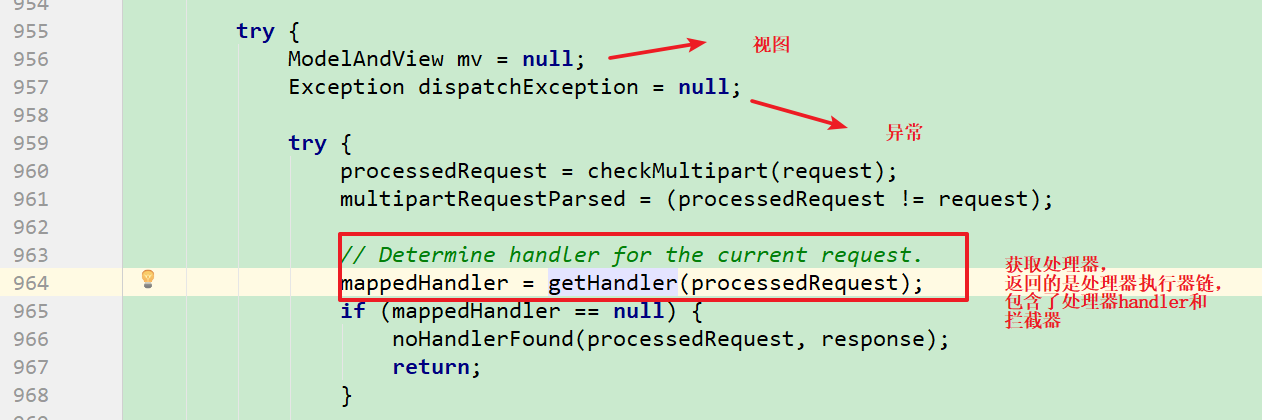 954
955 try {
956 ModelAndView mv = null;
视图
957 Exception dispatchException = null;
958
异常
959 try {
960 processedRequest = checkMultipart(request);
961 multipartRequestParsed = (processedRequest != request);
962
963 // Determine handler for the current request.
964 mappedHandler = getHandler(processedRequest);
获取处理器，
返回的是处理器执行器链，
包含了处理器handler和
拦截器
965 if (mappedHandler == null) {
966 noHandlerFound(processedRequest, response);
967 return;
968 }